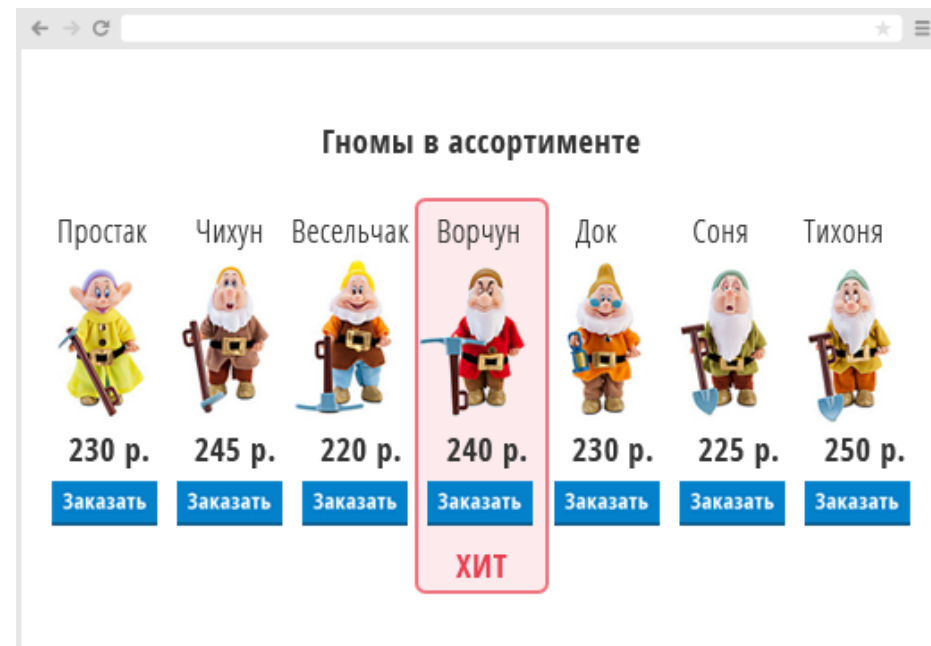 Гномы в ассортименте
Простак Чихун Весельчак Ворчун Док Соня Тихоня
230 р. 245 р. 220 р. 240 р. 230 р. 225 р. 250 р.
Заказать Заказать Заказать Заказать Заказать Заказать Заказать
ХИТ